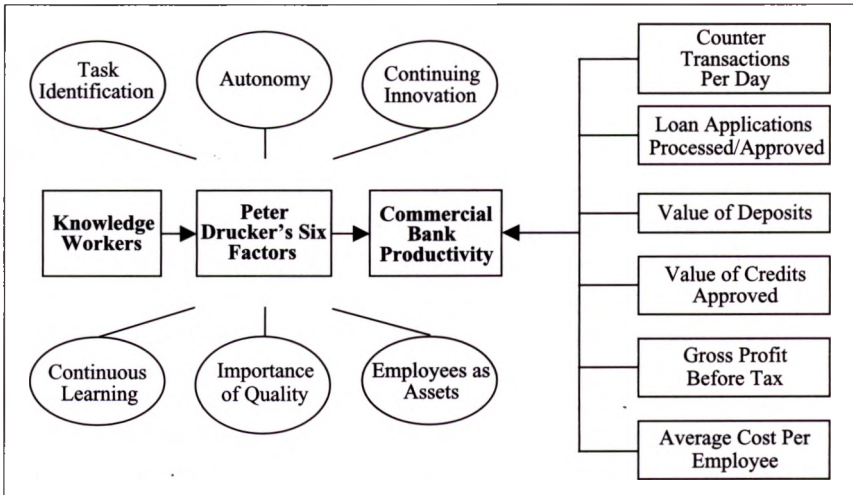 Task
Identification
Autonomy
Continuing
Innovation
Knowledge
Workers
Peter
Drucker's Six
Factors
Commercial
Bank
Productivity
Continuous
Learning
Importance
of Quality
Employees as
Assets
Counter
Transactions
Per Day
Loan Applications
Processed/Approved
Value of Deposits
Value of Credits
Approved
Gross Profit
Before Tax
Average Cost Per
Employee